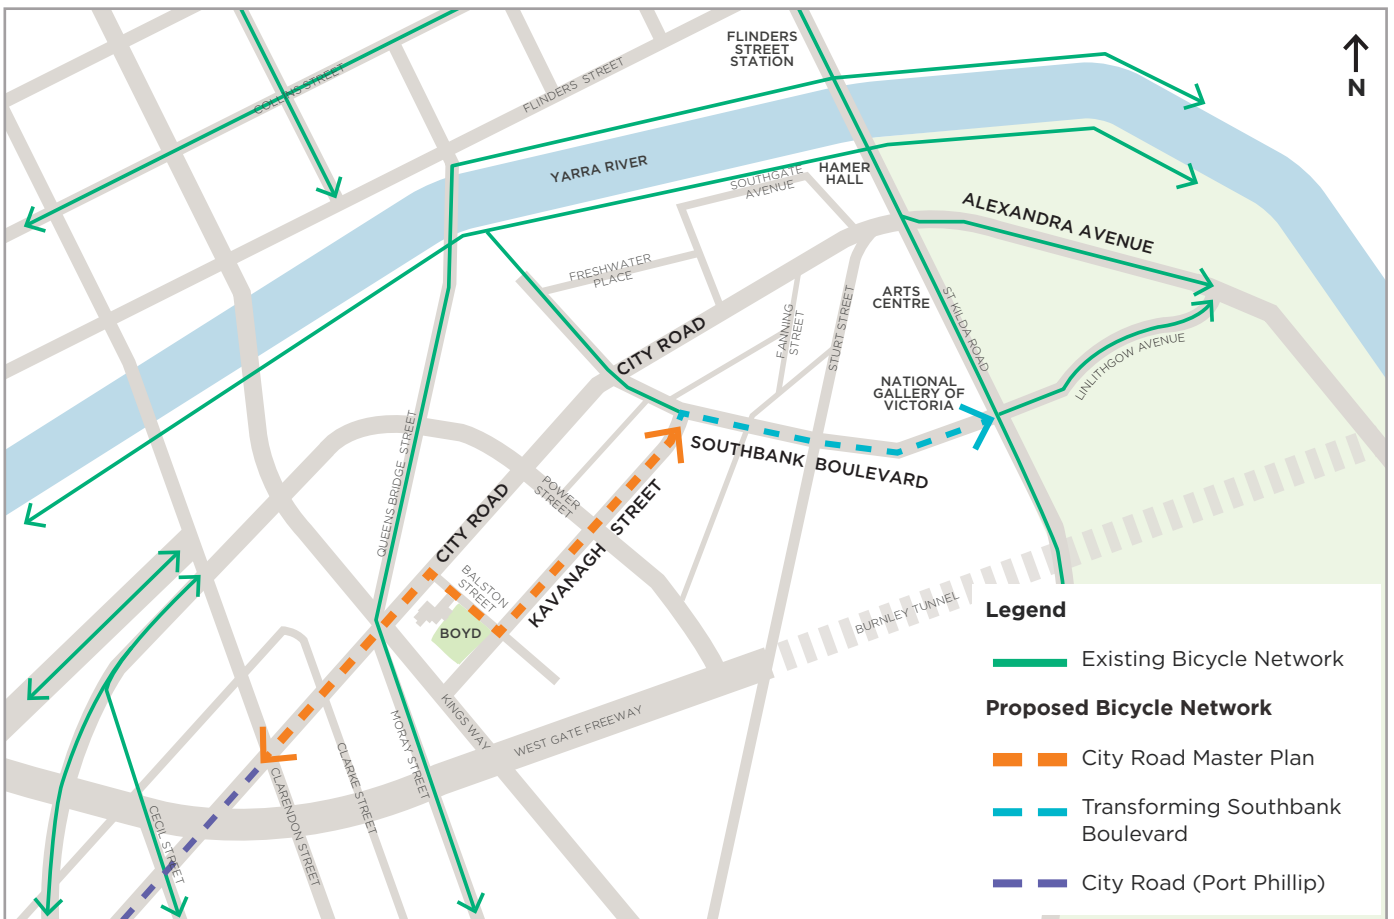 FLINDERS
STREET
STATION
N
COLLINS STREET
FLINDERS STREET
YARRA RIVER
HAMER
HALL
SOUTHGATE
AVENUE
ALEXANDRA AVENUE
FRESHWATER
PLACE
ARTS
CENTRE
ST KILDA ROAD
CITY ROAD
FANNING
STREET
STURT STREET
LINLITHGOW AVENUE
NATIONAL
GALLERY OF
VICTORIA
QUEENS BRIDGE STREET
SOUTHBANK BOULEVARD
POWER
STREET
CITY ROAD
KAVANAGH STREET
BALSTON
STREET
BOYD
BURNLEY TUNNEL
KINGS WAY
WEST GATE FREEWAY
MORAY STREET
CLARKE STREET
CLARENDON STREET
CECIL STREET
Legend
Existing Bicycle Network
Proposed Bicycle Network
City Road Master Plan
Transforming Southbank
Boulevard
City Road (Port Phillip)